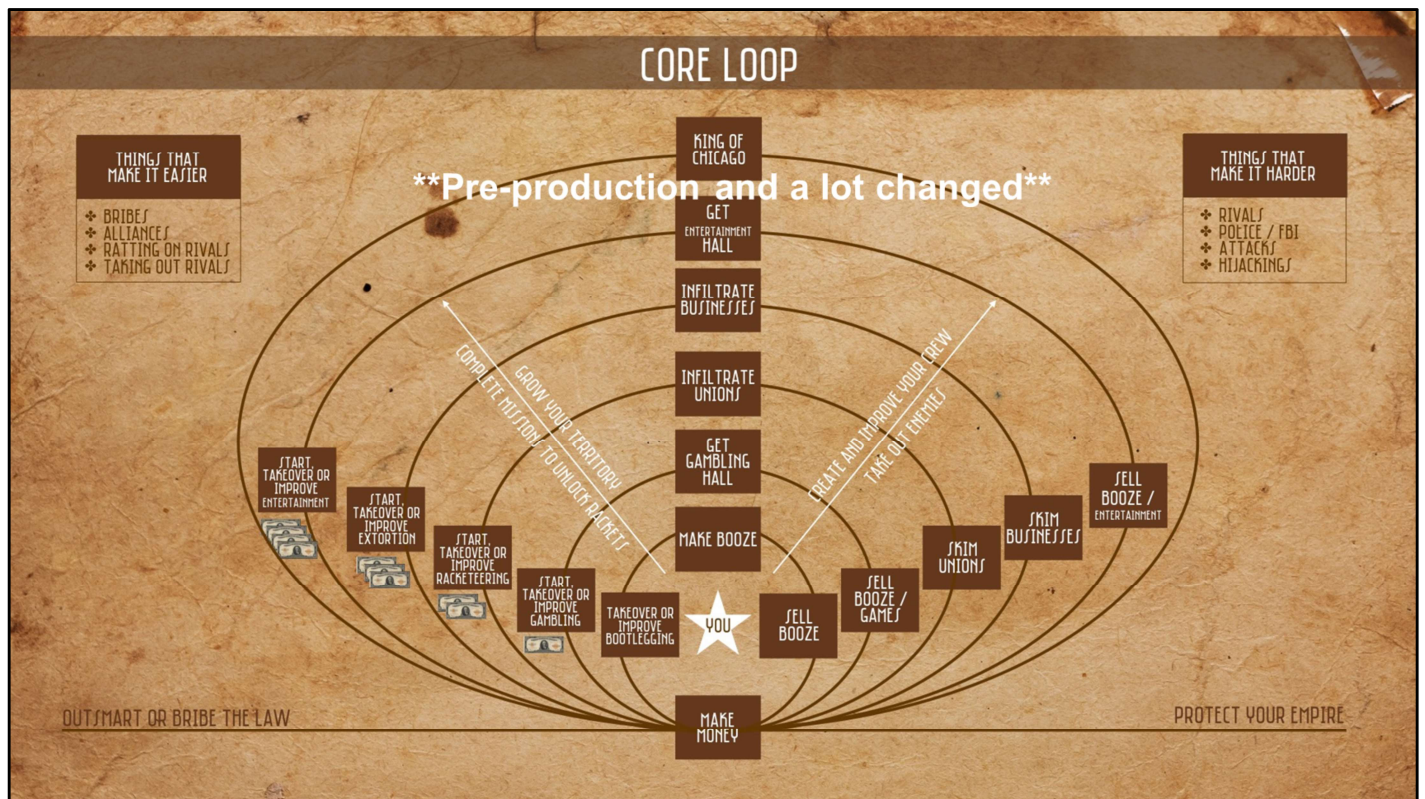 CORE LOOP
THINGS THAT
MAKE IT EASIER
BRIBES
ALLIANCES
RATTING ON RIVALS
TAKING OUT RIVALS
KING OF
CHICAGO
**Pre-production and a lot changed**
THINGS THAT
MAKE IT HARDER
RIVALS
POLICE / FBI
ATTACKS
HIJACKINGS
GET
ENTERTAINMENT
HALL
INFILTRATE
BUSINESSES
INFILTRATE
UNIONS
GET
GAMBLING
HALL
MAKE BOOZE
GROW YOUR TERRITORY
COMPLETE MISSIONS TO UNLOCK RACKETS
CREATE AND IMPROVE YOUR CREW
TAKE OUT ENEMIES
START,
TAKEOVER OR
IMPROVE
ENTERTAINMENT
START,
TAKEOVER OR
IMPROVE
EXTORTION
START,
TAKEOVER OR
IMPROVE
RACKETEERING
START,
TAKEOVER OR
IMPROVE
GAMBLING
TAKEOVER OR
IMPROVE
BOOTLEGGING
YOU
SELL
BOOZE
SELL
BOOZE /
GAMES
SKIM
UNIONS
SKIM
BUSINESSES
SELL
BOOZE /
ENTERTAINMENT
OUTSMART OR BRIBE THE LAW
MAKE
MONEY
PROTECT YOUR EMPIRE